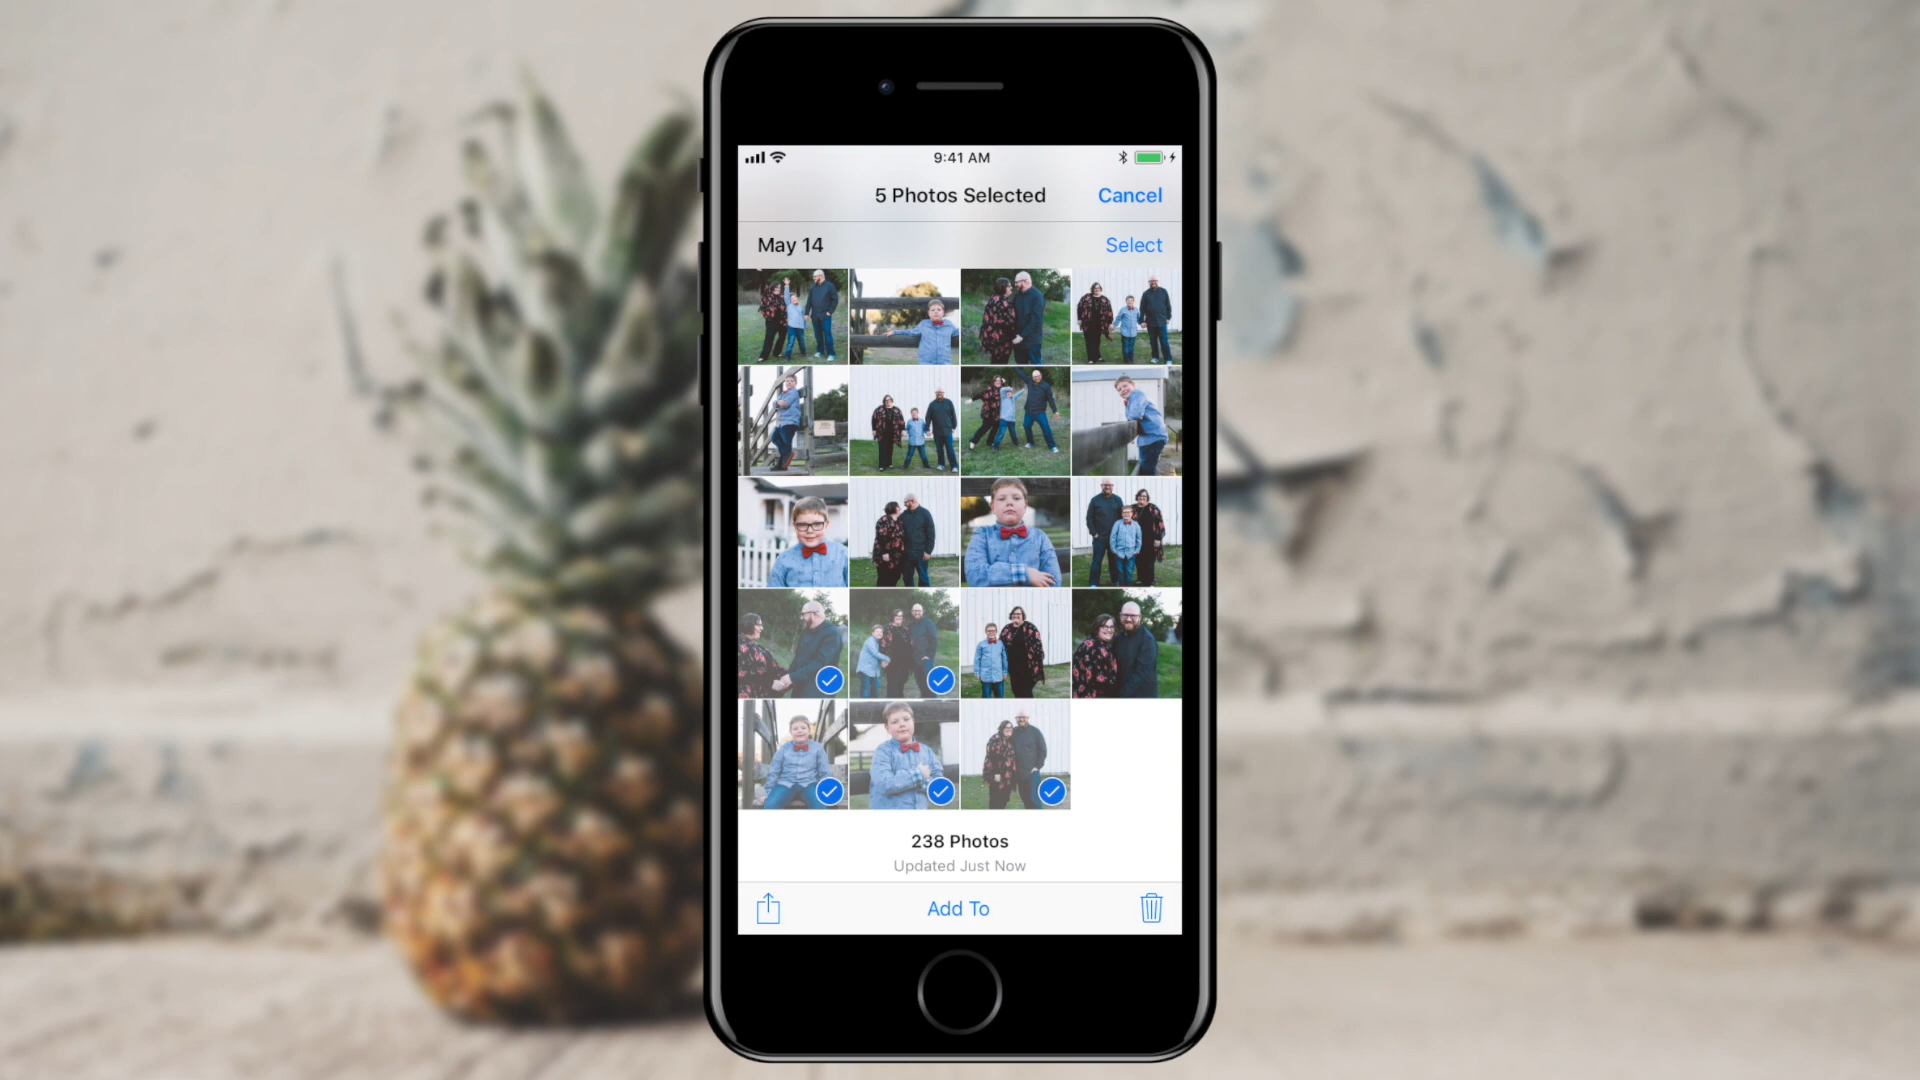 9:41 AM
5 Photos Selected
Cancel
May 14
Select
238 Photos
Updated Just Now
Add To